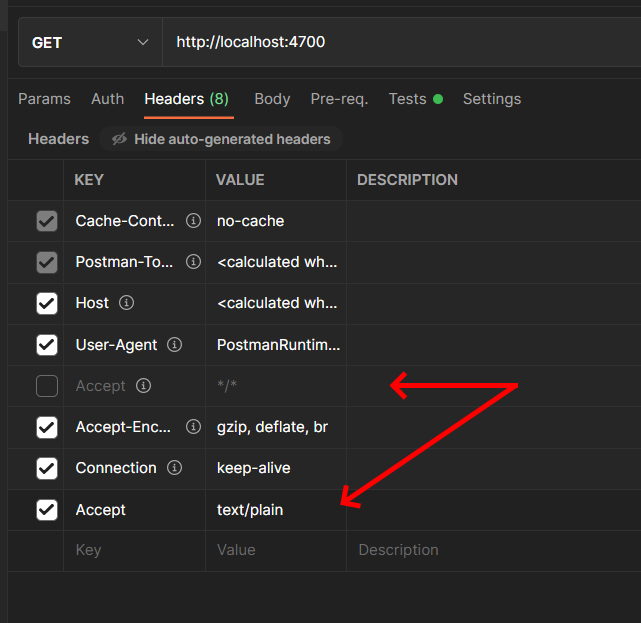 GET http://localhost:4700
Params Auth Headers (8) Body Pre-req. Tests Settings
Headers Hide auto-generated headers
KEY VALUE DESCRIPTION
Cache-Cont... no-cache
Postman-To... <calculated wh...
Host <calculated wh...
User-Agent PostmanRuntim...
Accept */*
Accept-Enc... gzip, deflate, br
Connection keep-alive
Accept text/plain
Key Value Description